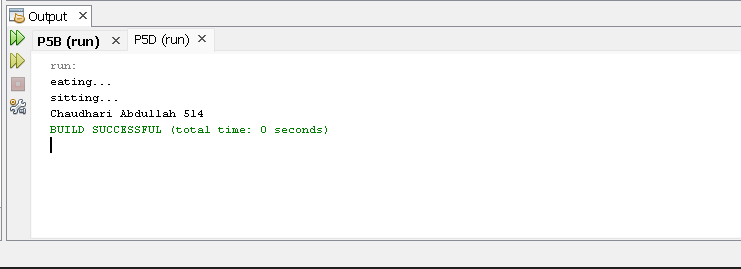 Output
P5B (run) P5D (run)
run:
eating...
sitting...
Chaudhari Abdullah 514
BUILD SUCCESSFUL (total time: 0 seconds)